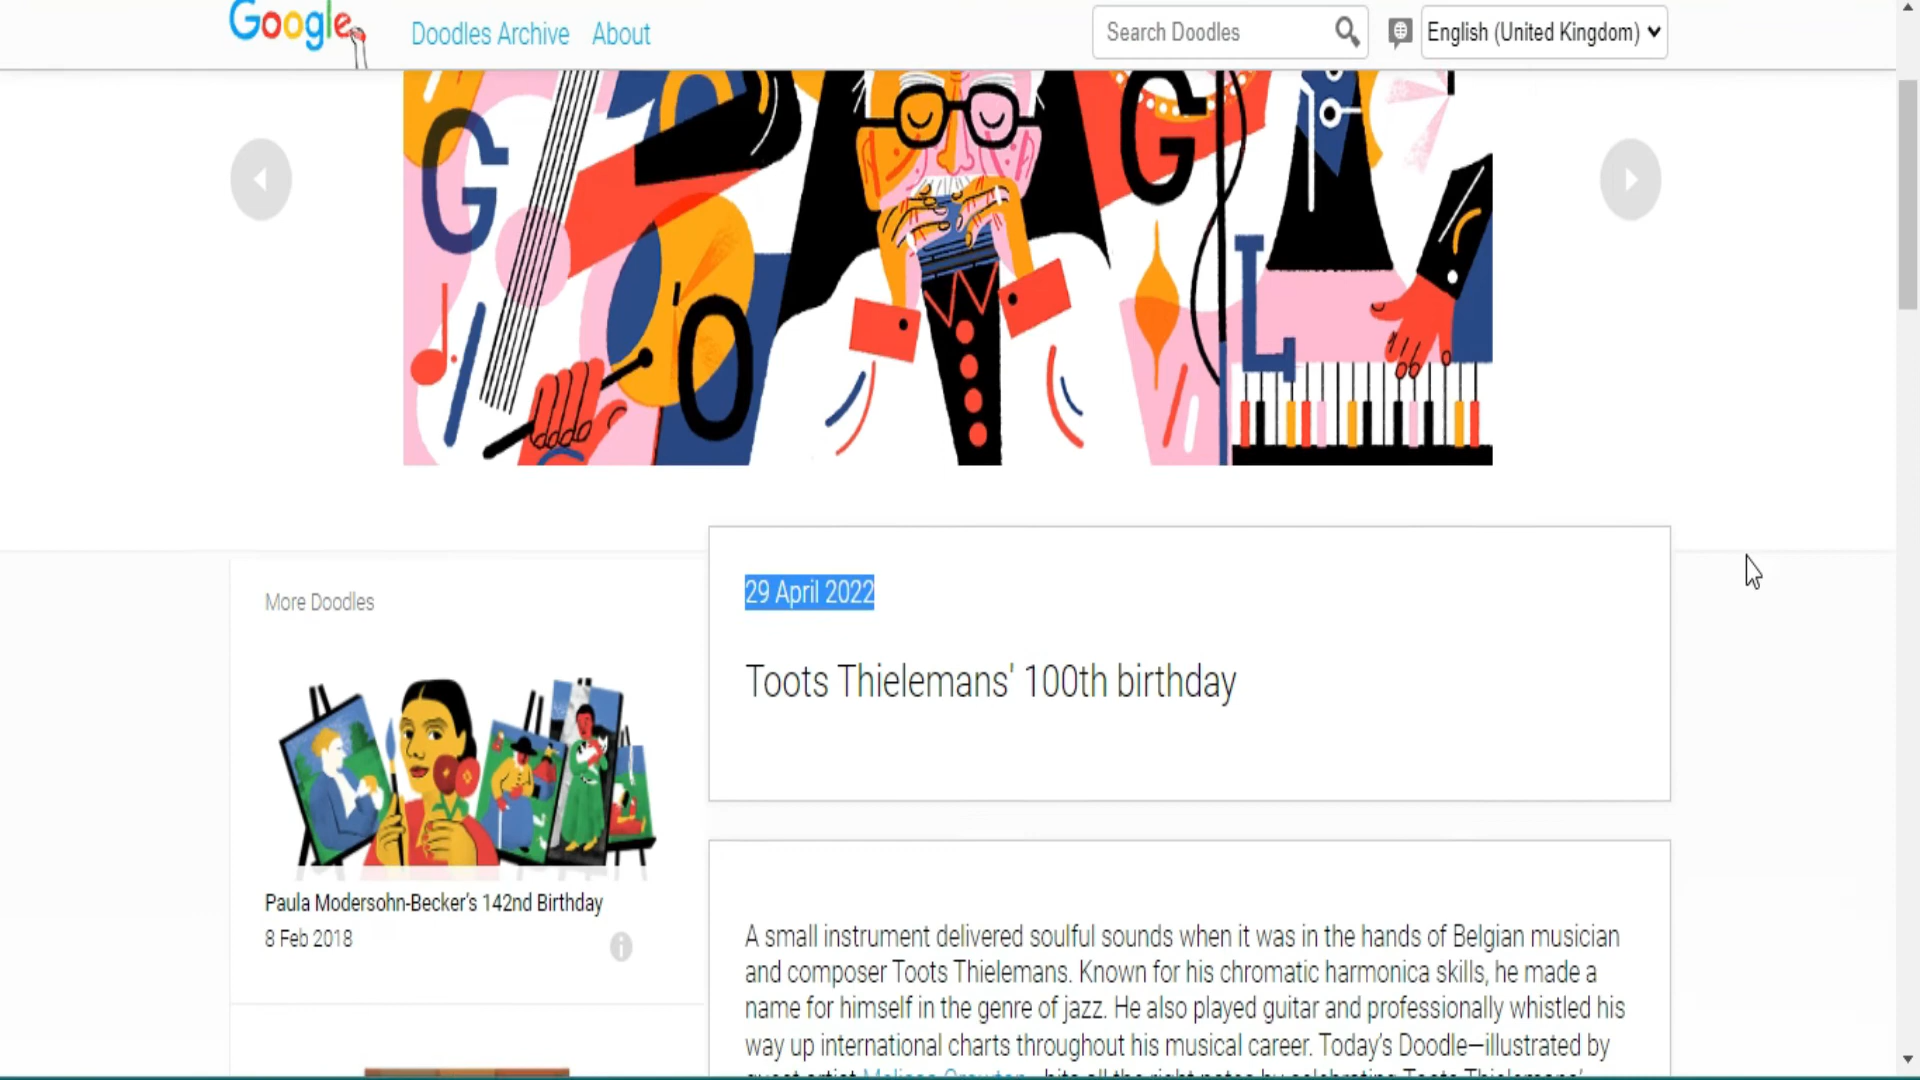 Google
Doodles Archive
About
Search Doodles
English (United Kingdom)
G
O
G
L
29 April 2022
Toots Thielemans' 100th birthday
More Doodles
Paula Modersohn-Becker's 142nd Birthday
8 Feb 2018
A small instrument delivered soulful sounds when it was in the hands of Belgian musician
and composer Toots Thielemans. Known for his chromatic harmonica skills, he made a
name for himself in the genre of jazz. He also played guitar and professionally whistled his
way up international charts throughout his musical career. Today's Doodle—illustrated by